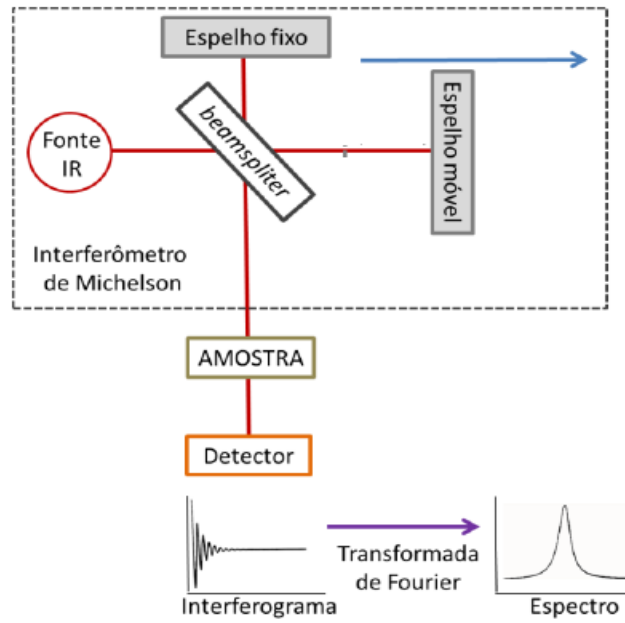 Espelho fixo
Fonte
IR
beamspliter
Espelho móvel
Interferômetro
de Michelson
AMOSTRA
Detector
Transformada
de Fourier
Interferograma
Espectro